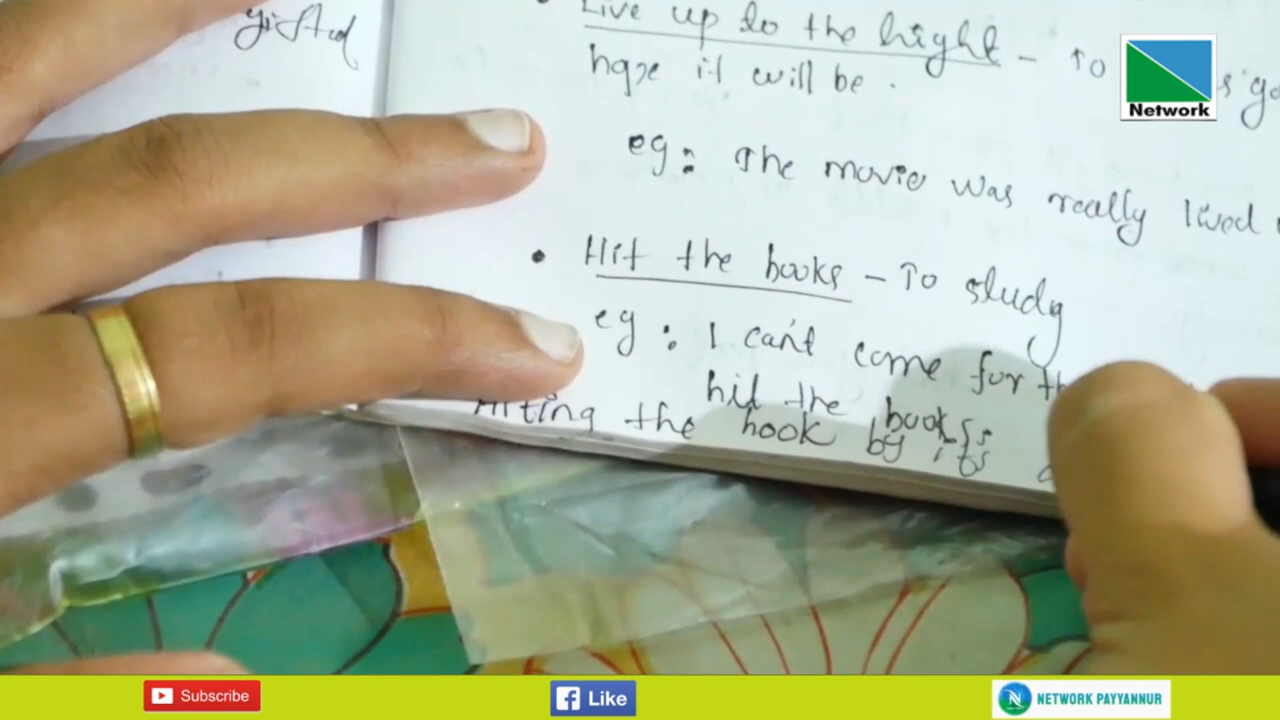 gifted
Live up to the hight - To
hope it will be.
eg: The movie was really lived
• Hit the books - To study
eg: I can't come for
hit the books
hitting the book by its
Network
Subscribe
Like
NETWORK PAYYANNUR